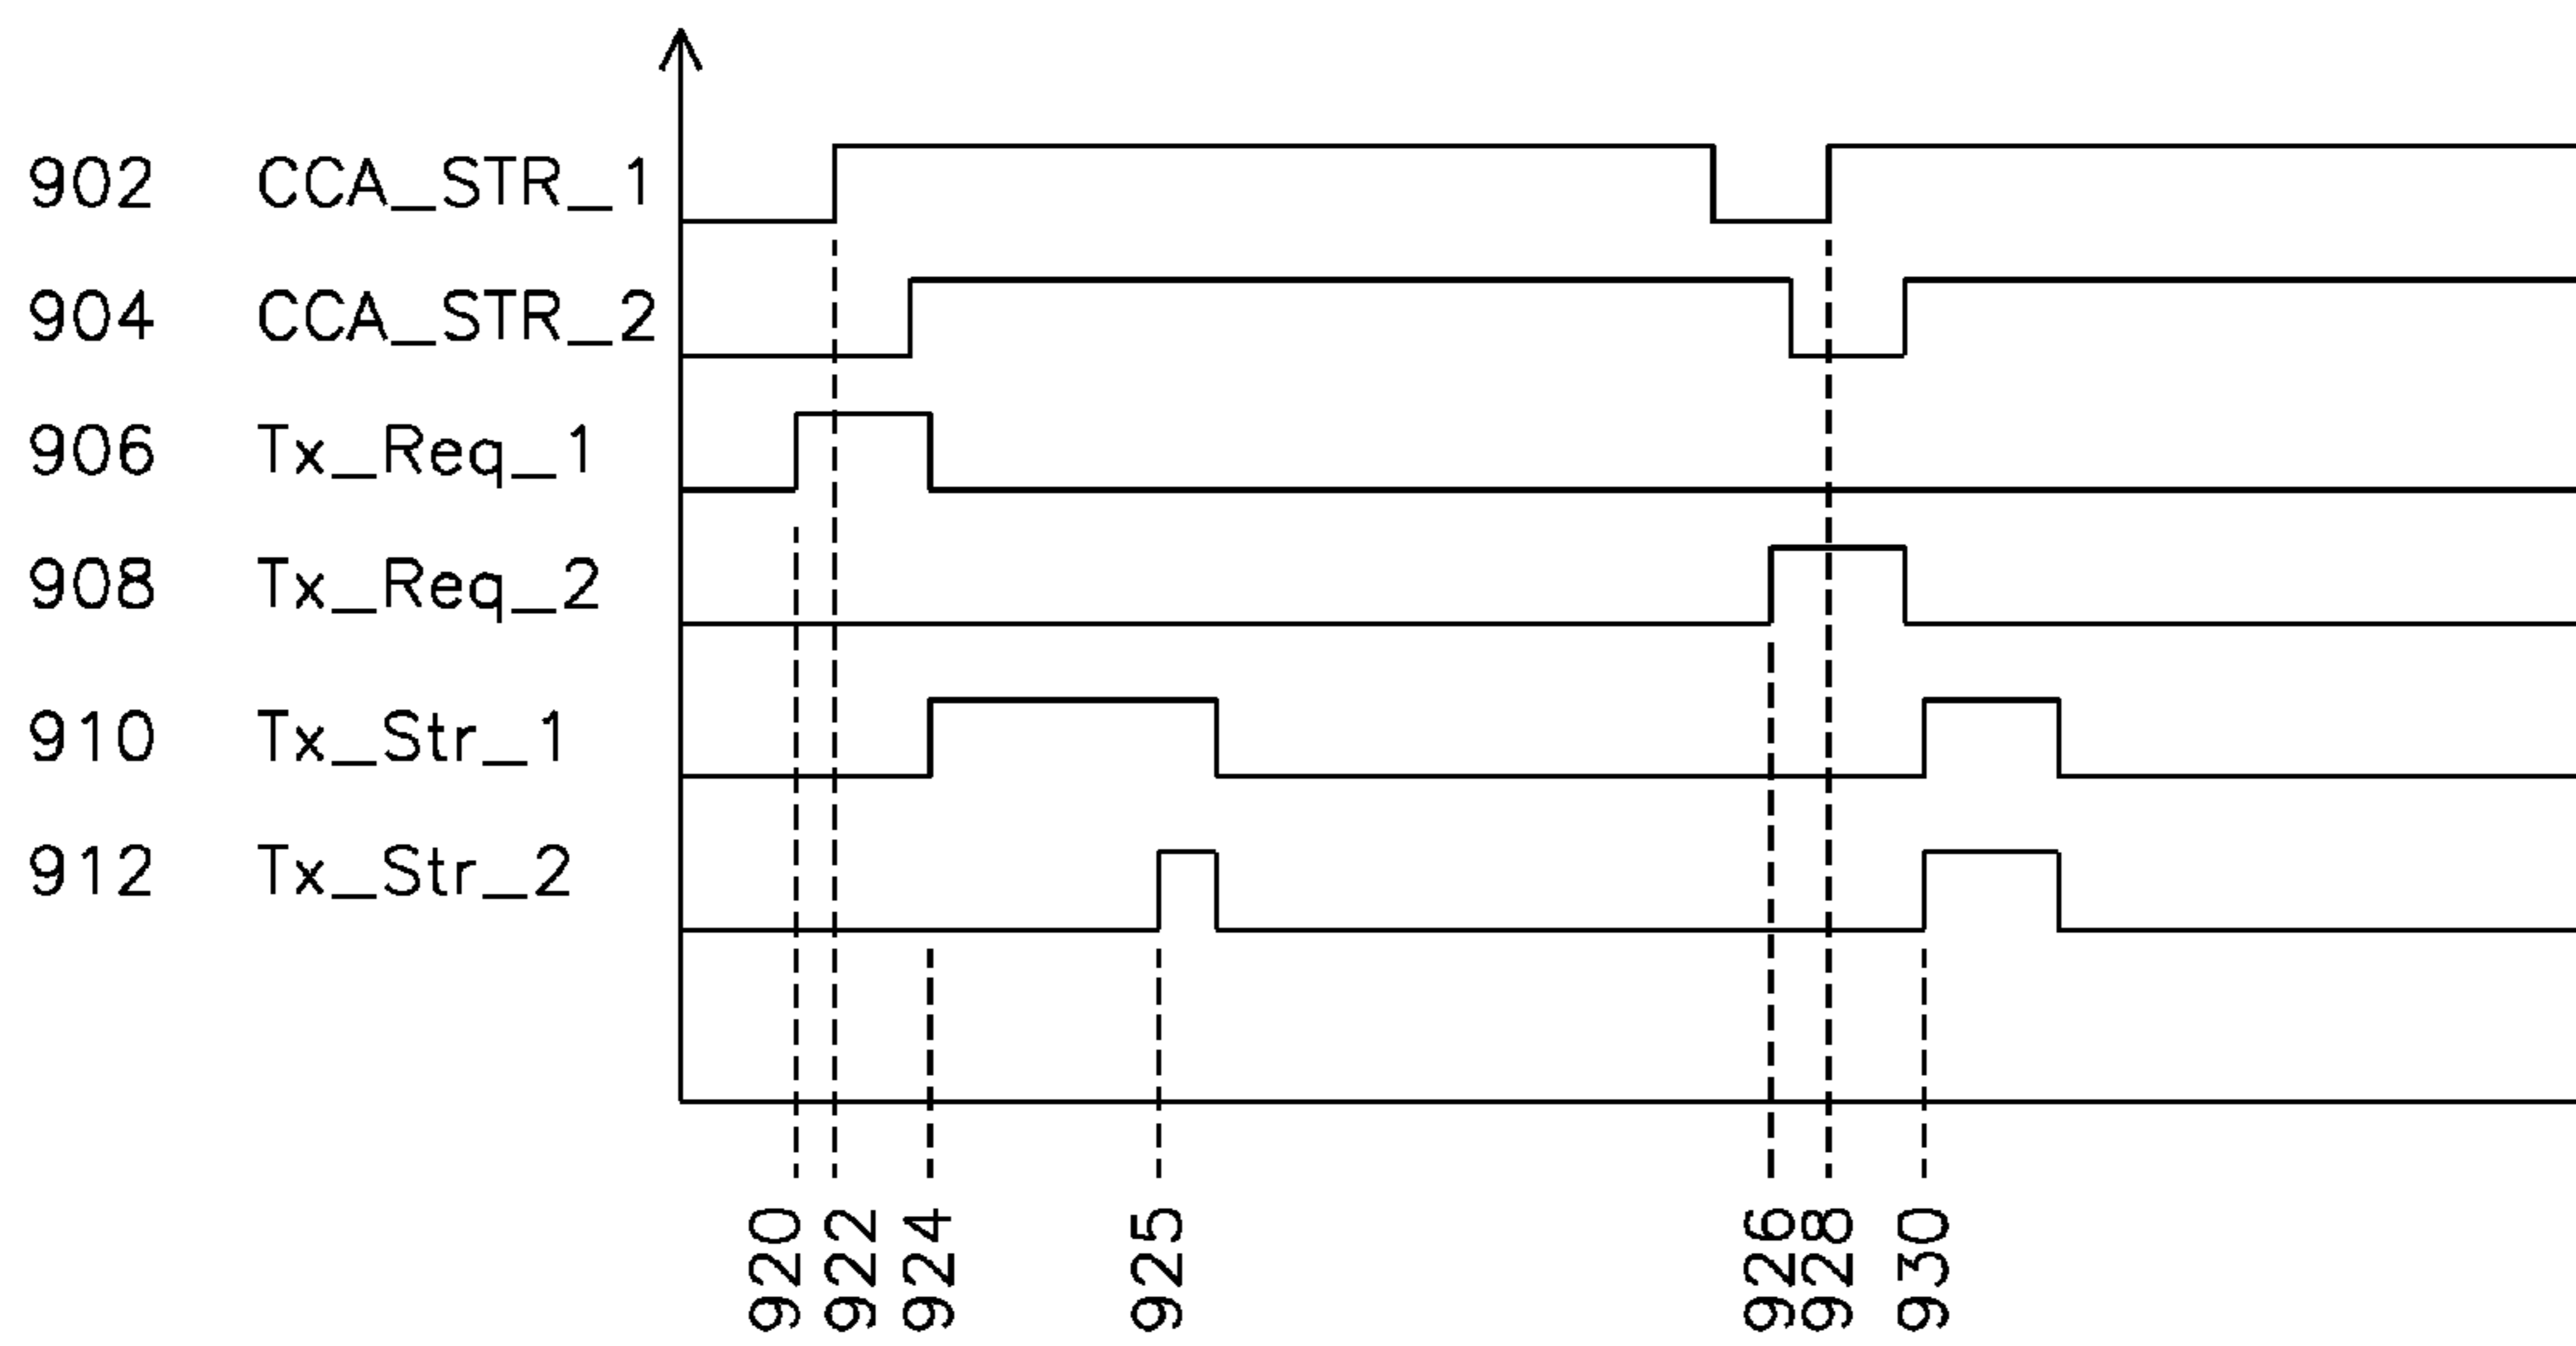 902 CCA_STR_1
904 CCA_STR_2
906 Tx_Req_1
908 Tx_Req_2
910 Tx_Str_1
912 Tx_Str_2
920 922 924 925 926 928 930